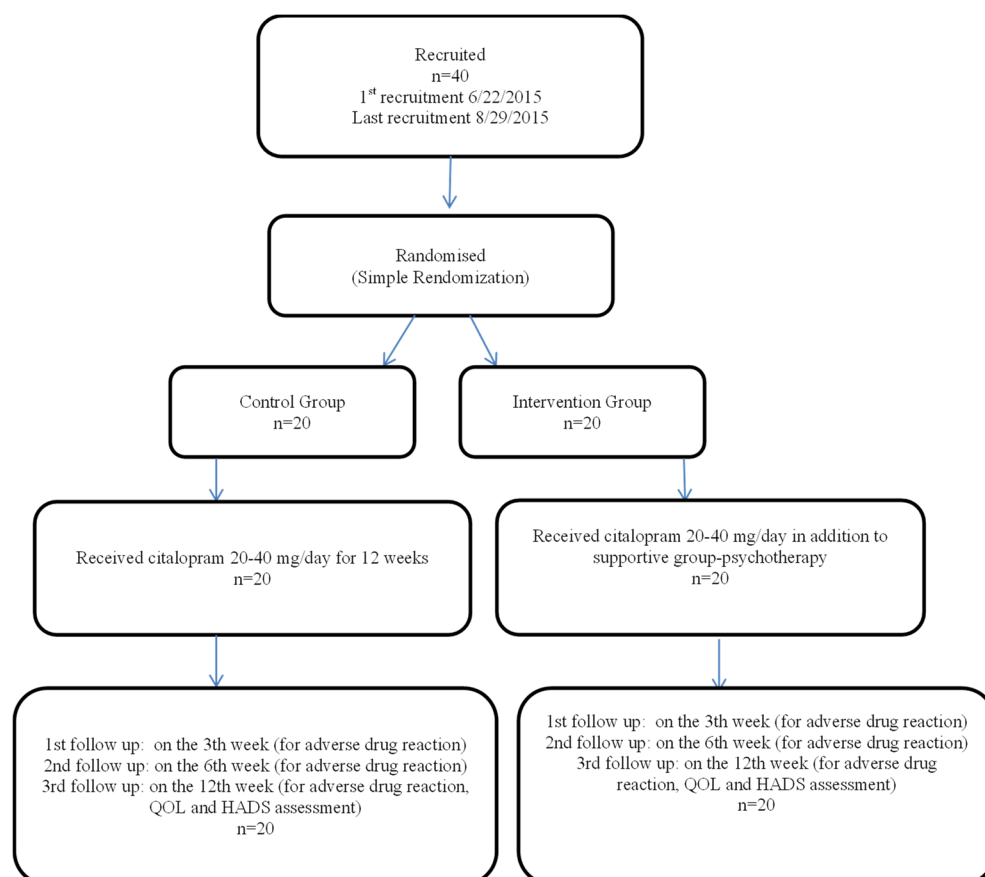 Recruited
n=40
1st recruitment 6/22/2015
Last recruitment 8/29/2015
Randomised
(Simple Rendomization)
Control Group
n=20
Intervention Group
n=20
Received citalopram 20-40 mg/day for 12 weeks
n=20
Received citalopram 20-40 mg/day in addition to
supportive group-psychotherapy
n=20
1st follow up: on the 3th week (for adverse drug reaction)
2nd follow up: on the 6th week (for adverse drug reaction)
3rd follow up: on the 12th week (for adverse drug reaction,
QOL and HADS assessment)
n=20
1st follow up: on the 3th week (for adverse drug reaction)
2nd follow up: on the 6th week (for adverse drug reaction)
3rd follow up: on the 12th week (for adverse drug
reaction, QOL and HADS assessment)
n=20